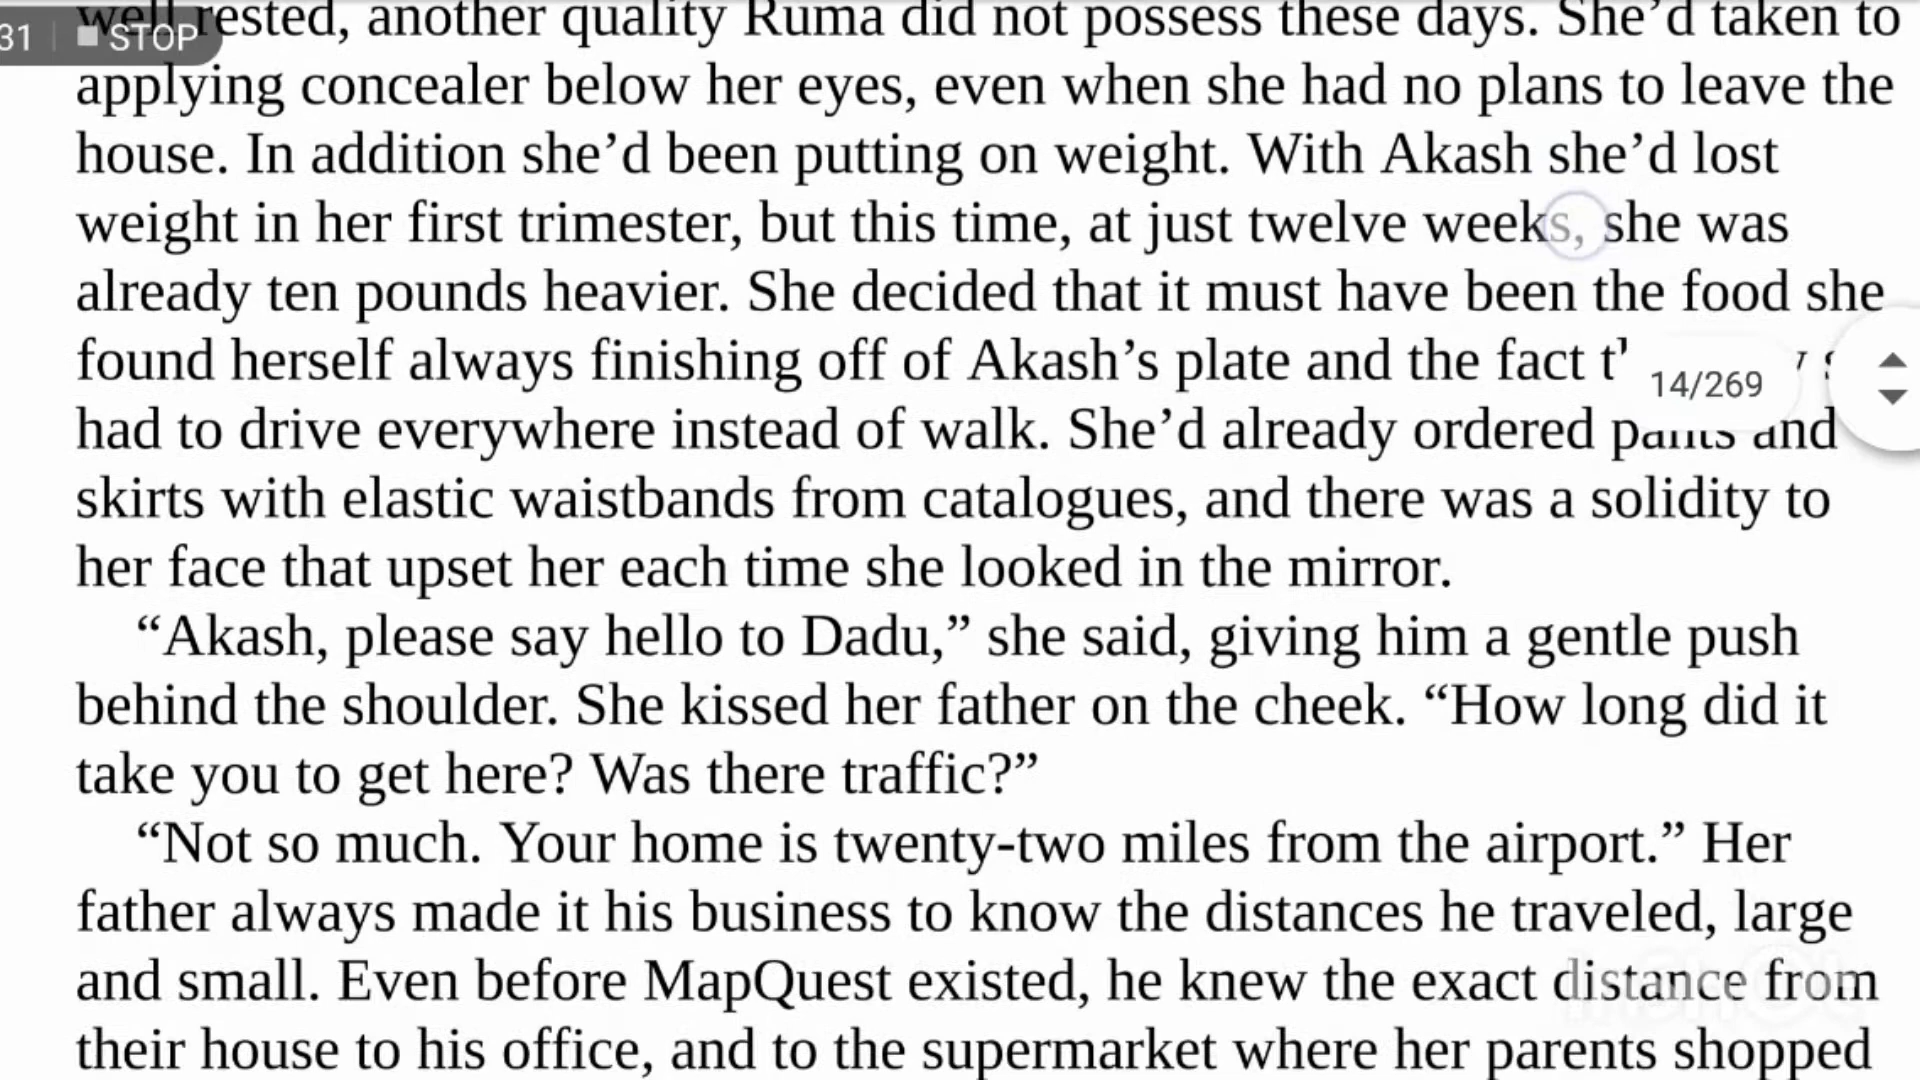 well rested, another quality Ruma did not possess these days. She’d taken to
31 STOP
applying concealer below her eyes, even when she had no plans to leave the
house. In addition she’d been putting on weight. With Akash she’d lost
weight in her first trimester, but this time, at just twelve weeks, she was
already ten pounds heavier. She decided that it must have been the food she
found herself always finishing off of Akash’s plate and the fact
14/269
had to drive everywhere instead of walk. She’d already ordered pants and
skirts with elastic waistbands from catalogues, and there was a solidity to
her face that upset her each time she looked in the mirror.
“Akash, please say hello to Dadu,” she said, giving him a gentle push
behind the shoulder. She kissed her father on the cheek. “How long did it
take you to get here? Was there traffic?”
“Not so much. Your home is twenty-two miles from the airport.” Her
father always made it his business to know the distances he traveled, large
and small. Even before MapQuest existed, he knew the exact distance from
InShOt
their house to his office, and to the supermarket where her parents shopped